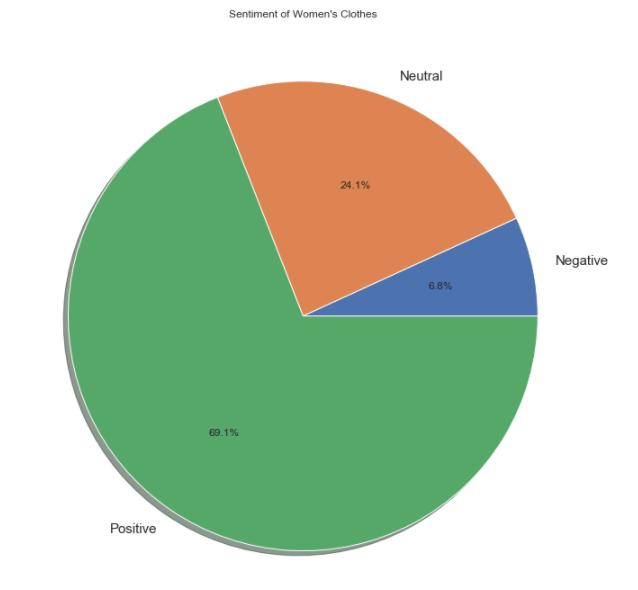 Sentiment of Women's Clothes
Neutral
24.1%
Negative
6.8%
69.1%
Positive